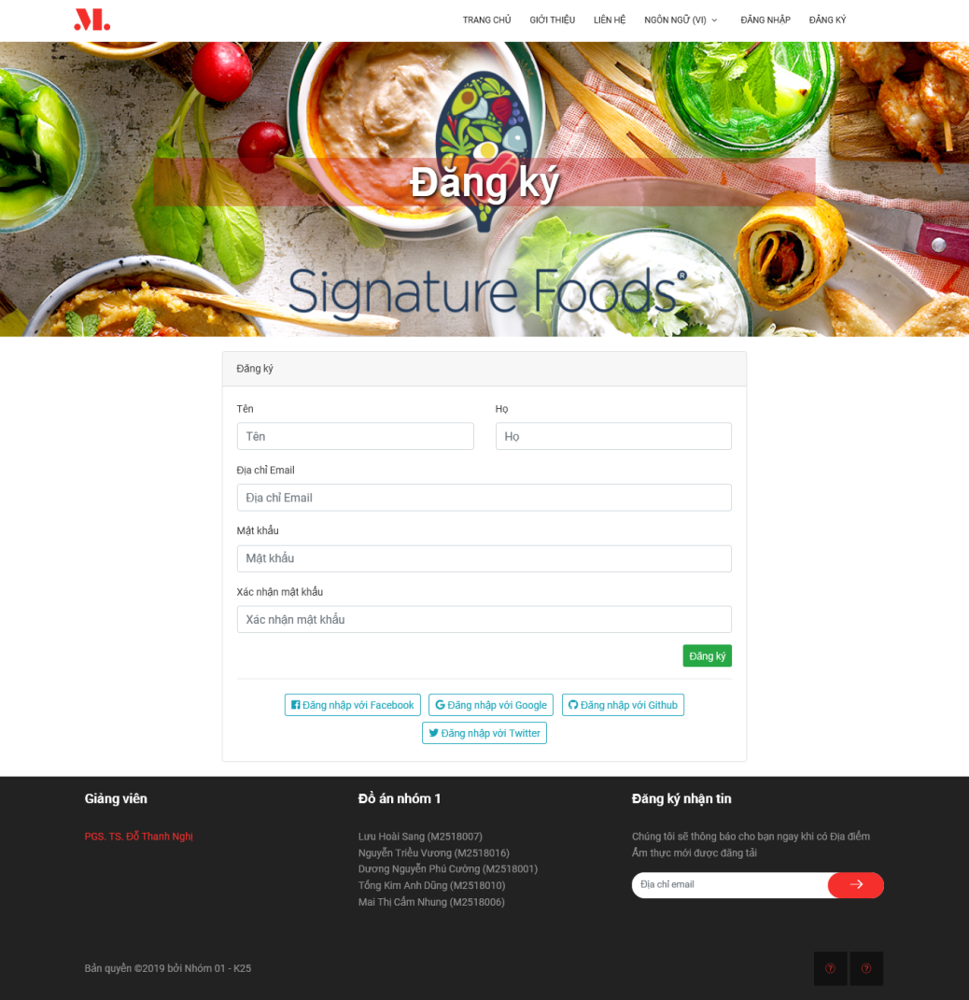 M.
TRANG CHỦ GIỚI THIỆU LIÊN HỆ NGÔN NGỮ (VI) ĐĂNG NHẬP ĐĂNG KÝ
Đăng ký
Signature Foods®
Đăng ký
Tên Họ
Tên Họ
Địa chỉ Email
Địa chỉ Email
Mật khẩu
Mật khẩu
Xác nhận mật khẩu
Xác nhận mật khẩu
Đăng ký
Đăng nhập với Facebook Đăng nhập với Google Đăng nhập với Github
Đăng nhập với Twitter
Giảng viên
PGS. TS. Đỗ Thanh Nghị
Đồ án nhóm 1
Lưu Hoài Sang (M2518007)
Nguyễn Triều Vương (M2518016)
Dương Nguyễn Phú Cường (M2518001)
Tống Kim Anh Dũng (M2518010)
Mai Thị Cẩm Nhung (M2518006)
Đăng ký nhận tin
Chúng tôi sẽ thông báo cho bạn ngay khi có Địa điểm
Ẩm thực mới được đăng tải
Địa chỉ email
Bản quyền ©2019 bởi Nhóm 01 - K25